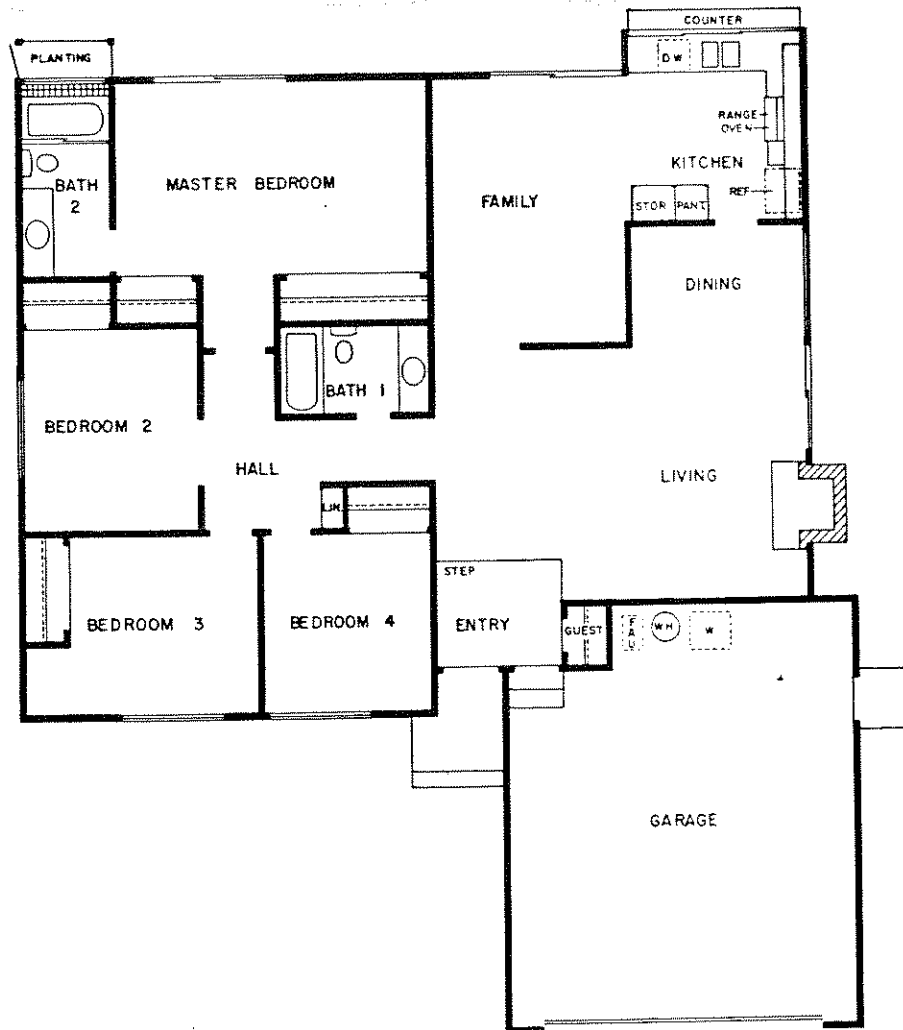 COUNTER
PLANTING
DW
RANGE
OVEN
KITCHEN
REF
BATH
2
MASTER BEDROOM
FAMILY
STOR
PANT
DINING
BATH 1
BEDROOM 2
HALL
LIVING
LIN.
STEP
BEDROOM 3
BEDROOM 4
ENTRY
GUEST
FAU
WH
W
GARAGE